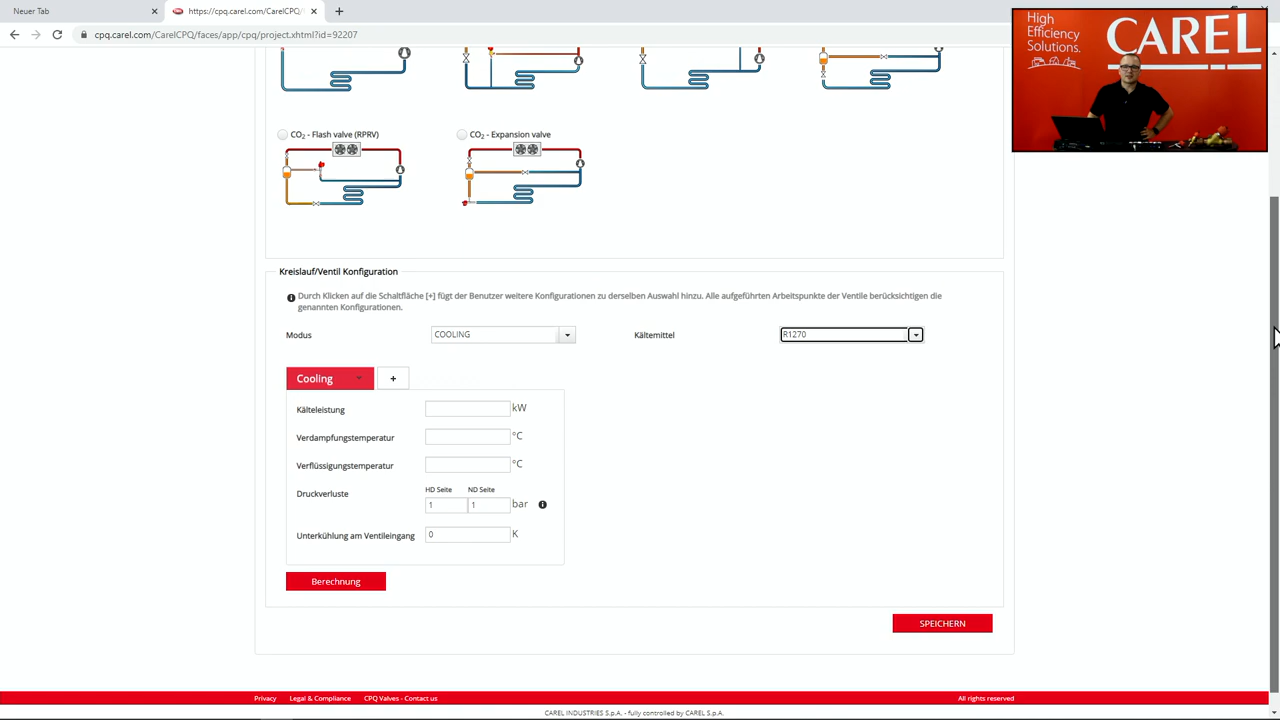 Neuer Tab
https://cpq.carel.com/CarelCPQ/f
cpq.carel.com/CarelCPQ/faces/app/cpq/project.xhtml?id=92207
High
Efficiency
Solutions.
CAREL
CO2 - Flash valve (RPRV)
CO2 - Expansion valve
Kreislauf/Ventil Konfiguration
Durch Klicken auf die Schaltfläche [+] fügt der Benutzer weitere Konfigurationen zu derselben Auswahl hinzu. Alle aufgeführten Arbeitspunkte der Ventile berücksichtigen die
genannten Konfigurationen.
Modus COOLING Kältemittel R1270
Cooling +
Kälteleistung kW
Verdampfungstemperatur °C
Verflüssigungstemperatur °C
HD Seite ND Seite
Druckverluste 1 1 bar
Unterkühlung am Ventileingang 0 K
Berechnung
SPEICHERN
Privacy Legal & Compliance CPQ Valves - Contact us All rights reserved
CAREL INDUSTRIES S.p.A. - fully controlled by CAREL S.p.A.